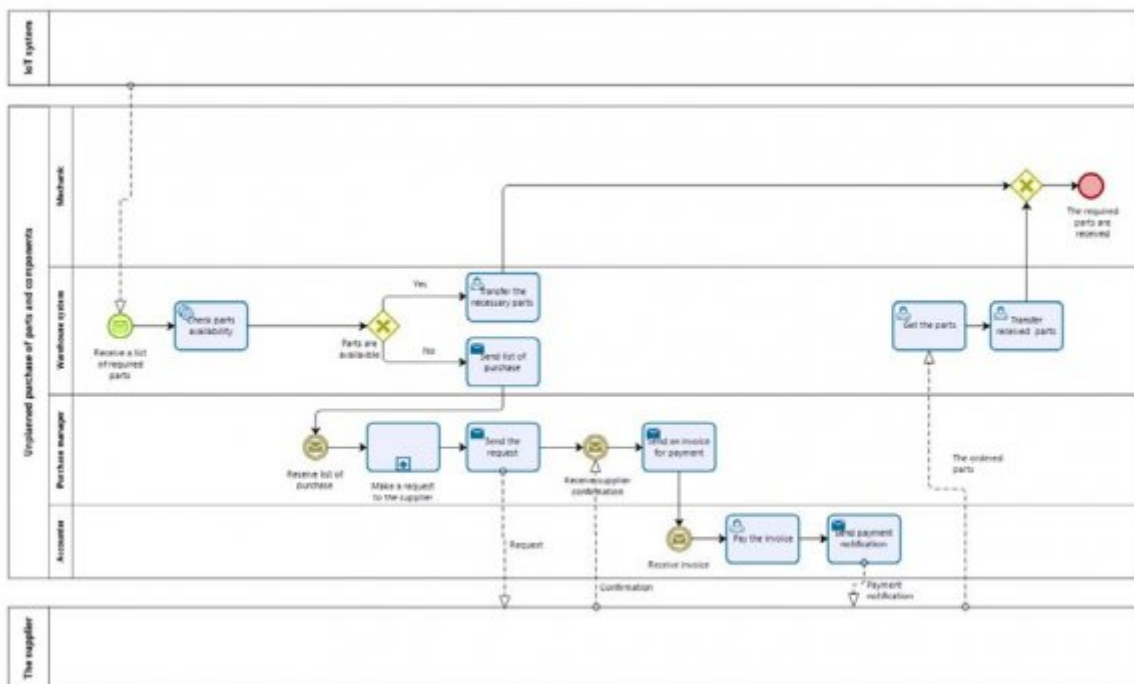 IoT system
Unplanned purchase of parts and components
Mechanic
The required
parts are
received
Warehouse system
Receive a list
of required
parts
Check parts
availability
Parts are
available
Yes
No
Transfer the
necessary parts
Send list of
purchase
Get the parts
Transfer
received parts
Purchase manager
Receive list of
purchase
Make a request
to the supplier
Send the
request
Receive supplier
confirmation
Send an invoice
for payment
The ordered
parts
Accounter
Request
Confirmation
Receive invoice
Pay the invoice
Send payment
notification
Payment
notification
The supplier